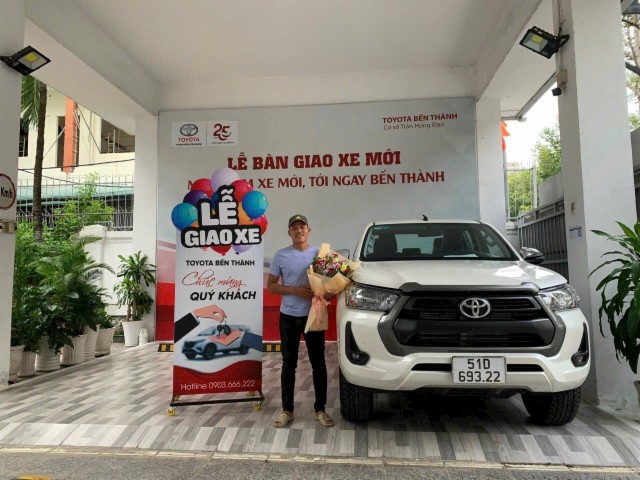 TOYOTA
25
TOYOTA BẾN THÀNH
Cơ sở Trần Hưng Đạo
LỄ BÀN GIAO XE MỚI
XE MỚI, TỚI NGAY BẾN THÀNH
LỄ
GIAO XE
TOYOTA BẾN THÀNH
Chúc mừng
QUÝ KHÁCH
Hotline 0903.666.222
51D
693.22